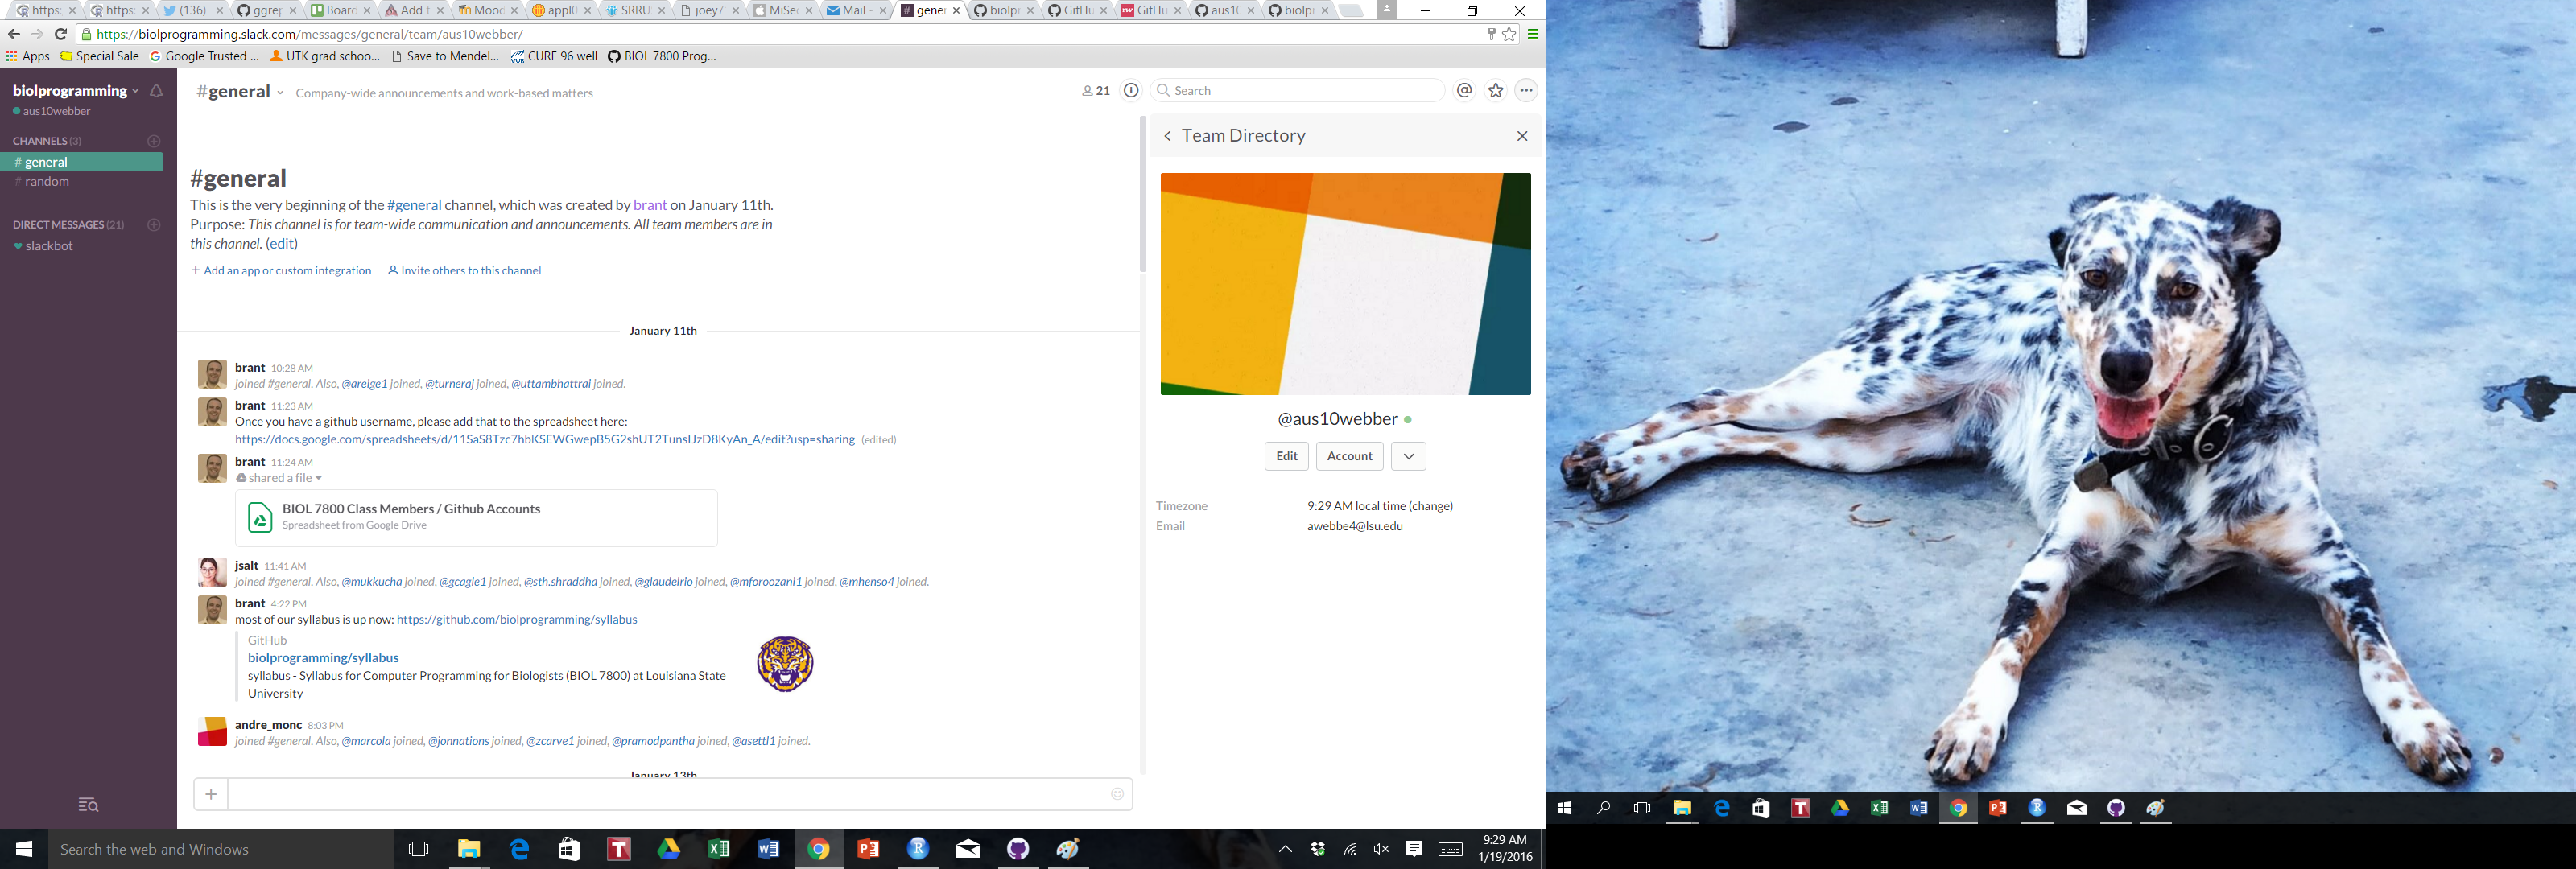 https:
https:
(136)
ggrep
Board
Add t
Mood
appl0
SRRU
joey7
MiSec
Mail -
gener
biolpr
GitHu
GitHu
aus10
biolpr
https://biolprogramming.slack.com/messages/general/team/aus10webber/
Apps
Special Sale
Google Trusted ...
UTK grad schoo...
Save to Mendel...
CURE 96 well
BIOL 7800 Prog...
biolprogramming
aus10webber
CHANNELS (3)
# general
# random
DIRECT MESSAGES (21)
slackbot
#general
Company-wide announcements and work-based matters
21
Search
#general
This is the very beginning of the #general channel, which was created by brant on January 11th.
Purpose: This channel is for team-wide communication and announcements. All team members are in
this channel. (edit)
+ Add an app or custom integration
Invite others to this channel
January 11th
brant 10:28 AM
joined #general. Also, @areige1 joined, @turneraj joined, @uttambhattrai joined.
brant 11:23 AM
Once you have a github username, please add that to the spreadsheet here:
https://docs.google.com/spreadsheets/d/11SaS8Tzc7hbKSEWGwepB5G2shUT2TunsIJzD8KyAn_A/edit?usp=sharing (edited)
brant 11:24 AM
shared a file
BIOL 7800 Class Members / Github Accounts
Spreadsheet from Google Drive
jsalt 11:41 AM
joined #general. Also, @mukkucha joined, @gcagle1 joined, @sth.shraddha joined, @glaudelrio joined, @mforoozani1 joined, @mhenso4 joined.
brant 4:22 PM
most of our syllabus is up now: https://github.com/biolprogramming/syllabus
GitHub
biolprogramming/syllabus
syllabus - Syllabus for Computer Programming for Biologists (BIOL 7800) at Louisiana State
University
andre_monc 8:03 PM
joined #general. Also, @marcola joined, @jonnations joined, @zcarve1 joined, @pramodpantha joined, @asettl1 joined.
January 13th
Team Directory
@aus10webber
Edit
Account
Timezone 9:29 AM local time (change)
Email awebbe4@lsu.edu
Search the web and Windows
9:29 AM
1/19/2016